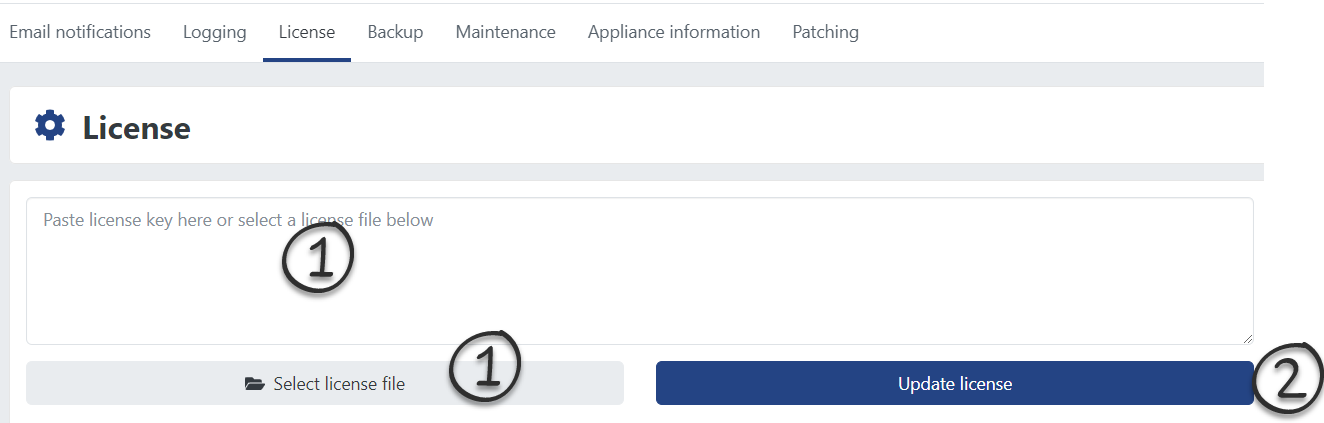 Email notifications Logging License Backup Maintenance Appliance information Patching
License
Paste license key here or select a license file below
1
Select license file 1 Update license 2